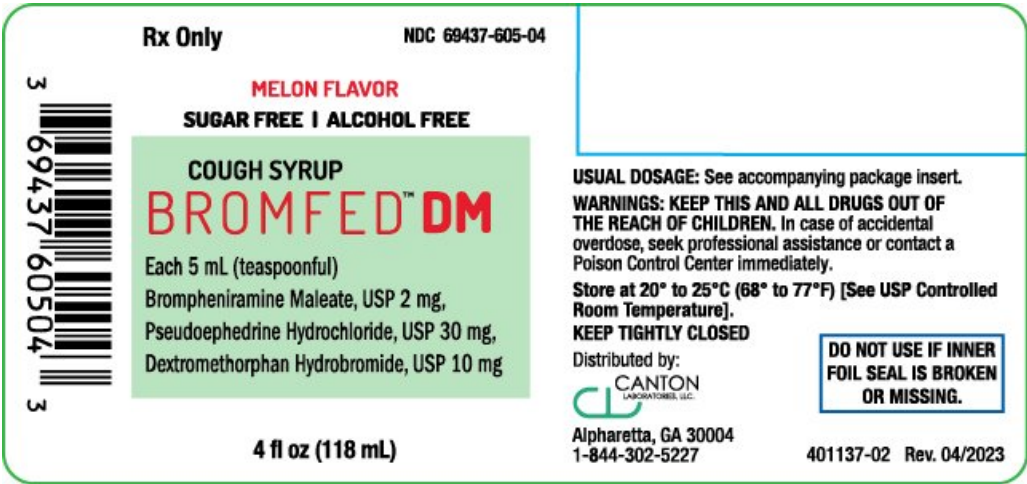 Rx Only
NDC 69437-605-04
MELON FLAVOR
SUGAR FREE | ALCOHOL FREE
COUGH SYRUP
BROMFED™ DM
Each 5 mL (teaspoonful)
Brompheniramine Maleate, USP 2 mg,
Pseudoephedrine Hydrochloride, USP 30 mg,
Dextromethorphan Hydrobromide, USP 10 mg
4 fl oz (118 mL)
3 69437 60504 3
USUAL DOSAGE: See accompanying package insert.
WARNINGS: KEEP THIS AND ALL DRUGS OUT OF
THE REACH OF CHILDREN. In case of accidental
overdose, seek professional assistance or contact a
Poison Control Center immediately.
Store at 20° to 25°C (68° to 77°F) [See USP Controlled
Room Temperature].
KEEP TIGHTLY CLOSED
Distributed by:
CANTON
LABORATORIES, LLC.
Alpharetta, GA 30004
1-844-302-5227
DO NOT USE IF INNER
FOIL SEAL IS BROKEN
OR MISSING.
401137-02 Rev. 04/2023